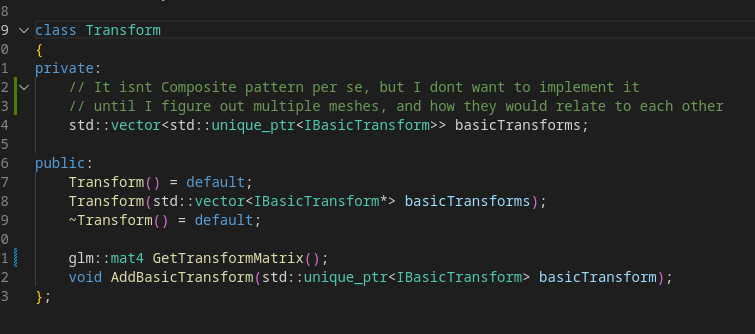 8
9 class Transform
0 {
1 private:
2 // It isnt Composite pattern per se, but I dont want to implement it
3 // until I figure out multiple meshes, and how they would relate to each other
4 std::vector<std::unique_ptr<IBasicTransform>> basicTransforms;
5
6 public:
7 Transform() = default;
8 Transform(std::vector<IBasicTransform*> basicTransforms);
9 ~Transform() = default;
0
1 glm::mat4 GetTransformMatrix();
2 void AddBasicTransform(std::unique_ptr<IBasicTransform> basicTransform);
3 };